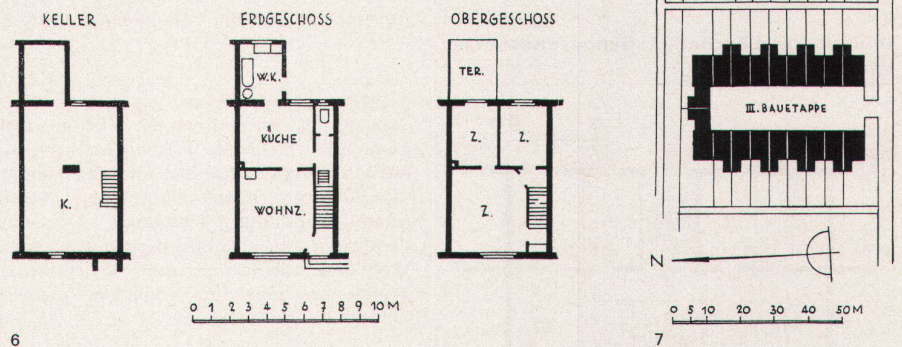 KELLER
ERDGESCHOSS
OBERGESCHOSS
W.K.
TER.
III. BAUETAPPE
KÜCHE
Z.
Z.
K.
WOHNZ.
Z.
N
0 1 2 3 4 5 6 7 8 9 10 M
0 5 10 20 30 40 50 M
6
7